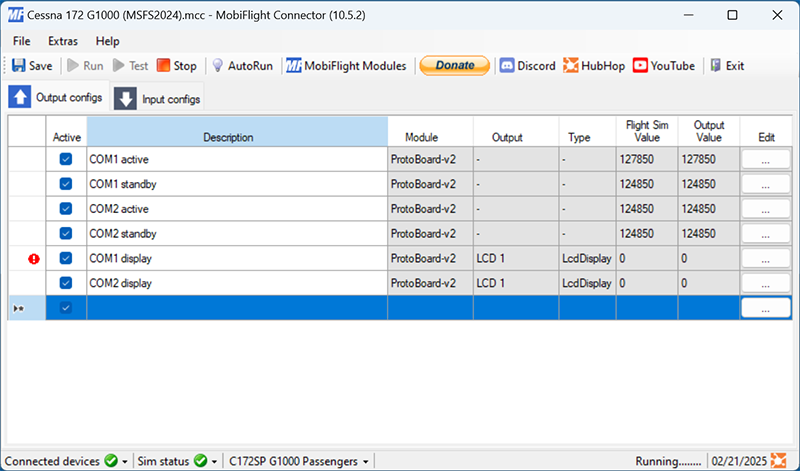 MF Cessna 172 G1000 (MSFS2024).mcc - MobiFlight Connector (10.5.2)
File Extras Help
Save Run Test Stop AutoRun MF MobiFlight Modules Donate Discord HubHop YouTube Exit
Output configs Input configs
Active Description Module Output Type Flight Sim Value Output Value Edit
COM1 active ProtoBoard-v2 - - 127850 127850 ...
COM1 standby ProtoBoard-v2 - - 124850 124850 ...
COM2 active ProtoBoard-v2 - - 124850 124850 ...
COM2 standby ProtoBoard-v2 - - 124850 124850 ...
COM1 display ProtoBoard-v2 LCD 1 LcdDisplay 0 0 ...
COM2 display ProtoBoard-v2 LCD 1 LcdDisplay 0 0 ...
...
Connected devices Sim status C172SP G1000 Passengers Running........ 02/21/2025